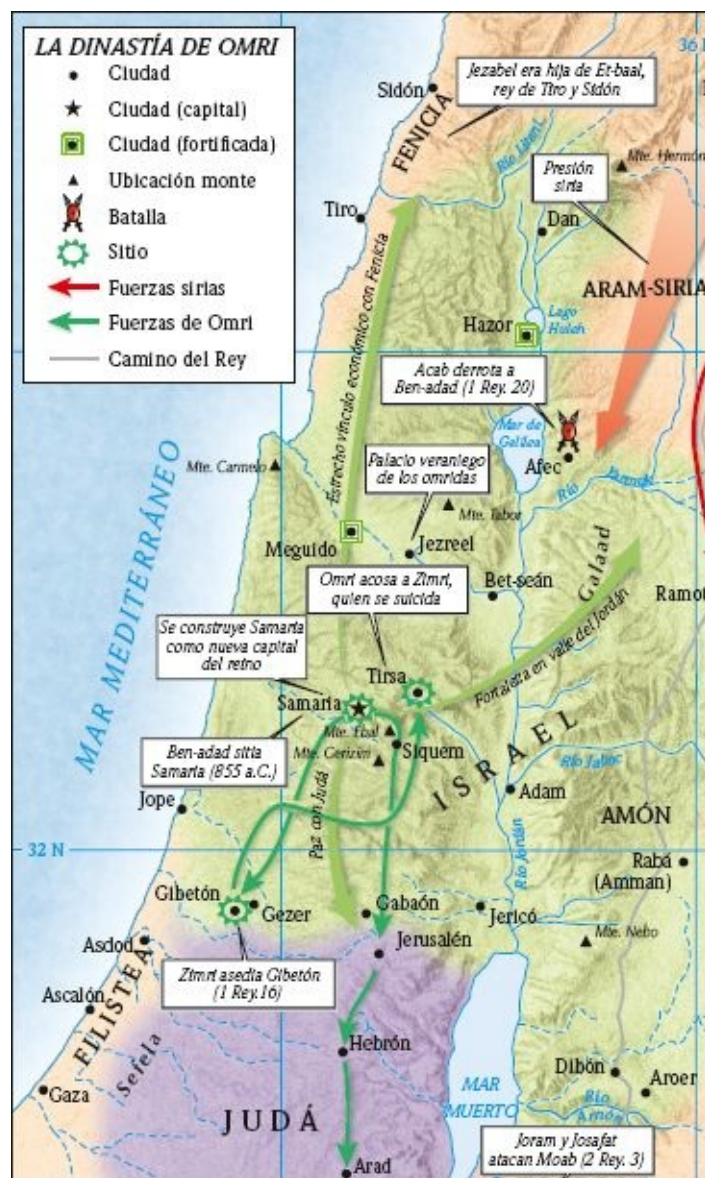 LA DINASTÍA DE OMRI
Ciudad
Ciudad (capital)
Ciudad (fortificada)
Ubicación monte
Batalla
Sitio
Fuerzas sirias
Fuerzas de Omri
Camino del Rey
36
Sidón
Jezabel era hija de Et-baal,
rey de Tiro y Sidón
FENICIA
Río Litani
Mte. Hermón
Presión
siria
Tiro
Dan
ARAM-SIRIA
Lago
Huleh
Hazor
Estrecho vínculo económico con Fenicia
Acab derrota a
Ben-adad (1 Rey. 20)
Mar de
Galilea
Afec
Río Yarmuk
MAR MEDITERRÁNEO
Mte. Carmelo
Palacio veraniego
de los omridas
Mte. Tabor
Meguido
Jezreel
Bet-seán
Galaad
Ramot
Omri acosa a Zimri,
quien se suicida
Se construye Samaria
como nueva capital
del reino
Tirsa
Fortaleza en valle del Jordán
Samaria
Mte. Ebal
Mte. Gerizim
Siquem
ISRAEL
Ben-adad sitia
Samaria (855 a.C.)
Río Jaboc
Adam
Jope
Paz con Judá
AMÓN
32 N
Río Jordán
Rabá
(Amman)
Gibetón
Gezer
Gabaón
Jericó
Mte. Nebo
Asdod
Jerusalén
Zimri asedia Gibetón
(1 Rey.16)
Ascalón
FILISTEA
Sefela
Hebrón
Dibón
Aroer
Gaza
MAR
MUERTO
Río
Arnón
JUDÁ
Joram y Josafat
atacan Moab (2 Rey. 3)
Arad